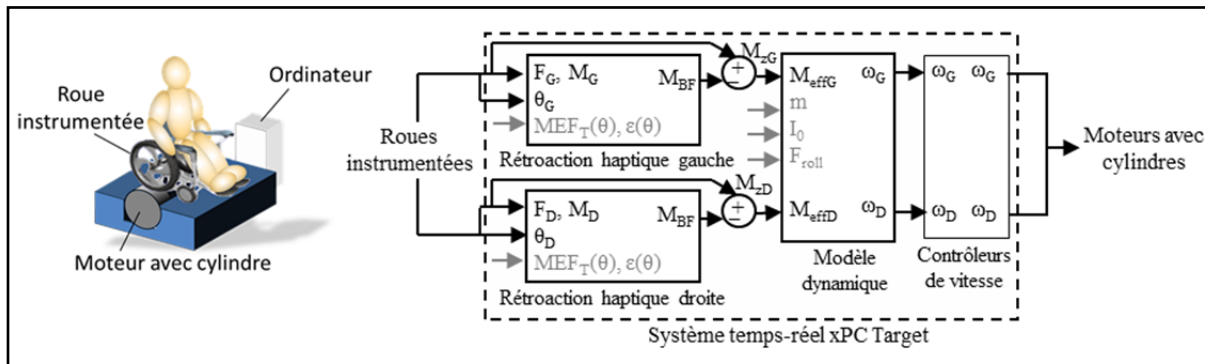 Ordinateur
Roue
instrumentée
Moteur avec cylindre
Roues
instrumentées
F_G, M_G
θ_G
MEF_T(θ), ε(θ)
M_BF
Rétroaction haptique gauche
M_zG
+
−
F_D, M_D
θ_D
MEF_T(θ), ε(θ)
M_BF
Rétroaction haptique droite
M_zD
+
−
M_effG
ω_G
m
I_0
F_roll
M_effD
ω_D
Modèle
dynamique
ω_G
ω_G
ω_D
ω_D
Contrôleurs
de vitesse
Moteurs avec
cylindres
Système temps-réel xPC Target